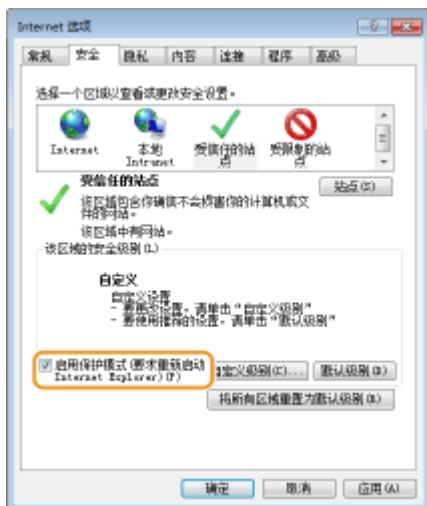 Internet 选项
常规 安全 隐私 内容 连接 程序 高级
选择一个区域以查看或更改安全设置。
Internet 本地 Intranet 受信任的站点 受限制的站点
受信任的站点
站点(S)
该区域包含你确信不会损害你的计算机或文件的网站。
该区域中有网站。
该区域的安全级别(L)
自定义
自定义设置
- 要更改设置，请单击“自定义级别”
- 要使用推荐的设置，请单击“默认级别”
启用保护模式(要求重新启动
Internet Explorer)(P)
自定义级别(C)... 默认级别(D)
将所有区域重置为默认级别(R)
确定 取消 应用(A)